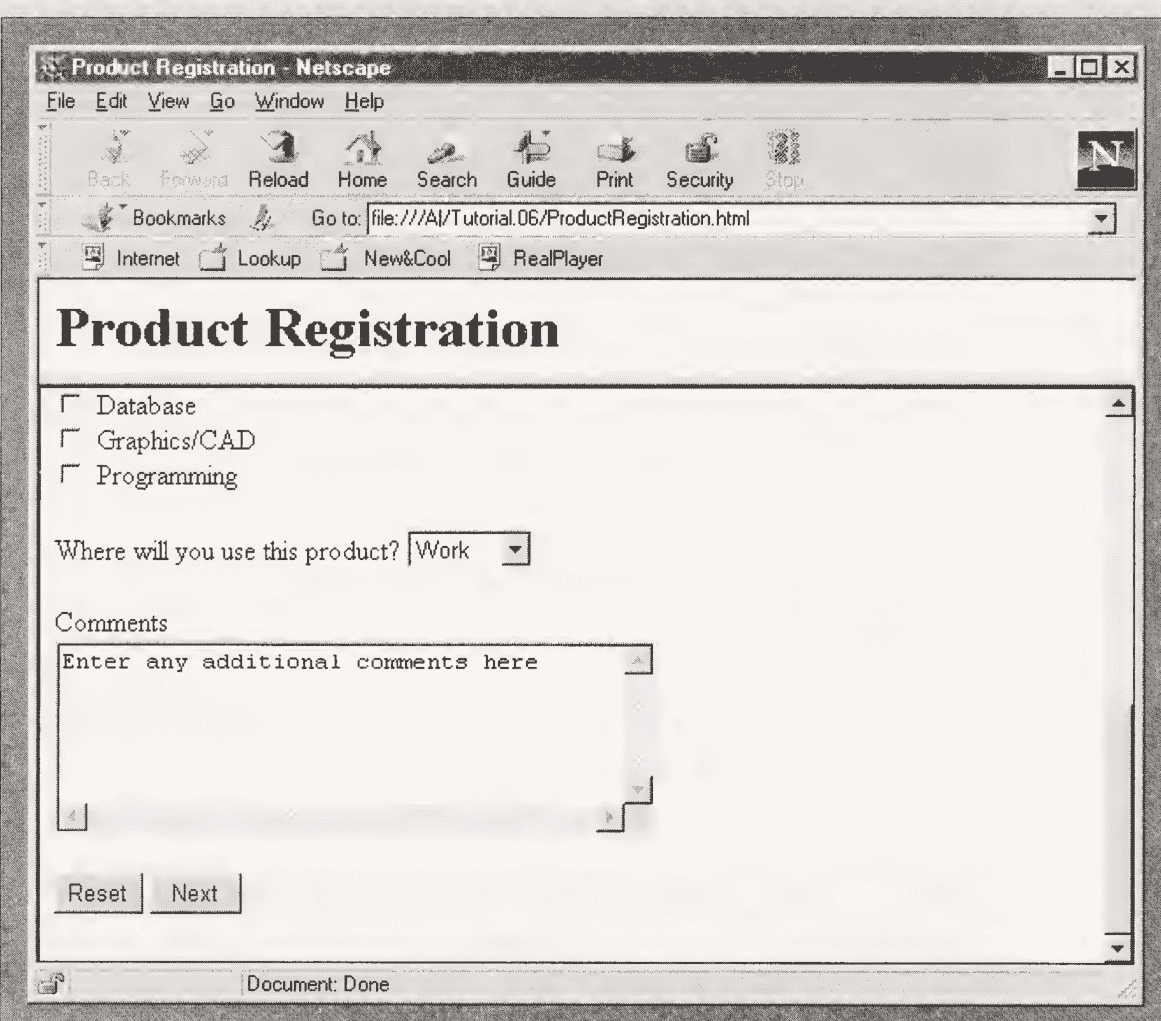 Product Registration - Netscape
File Edit View Go Window Help
Back Forward Reload Home Search Guide Print Security Stop
N
Bookmarks Go to: file:///A|/Tutorial.06/ProductRegistration.html
Internet Lookup New&Cool RealPlayer
Product Registration
Database
Graphics/CAD
Programming
Where will you use this product? Work
Comments
Enter any additional comments here
Reset Next
Document: Done